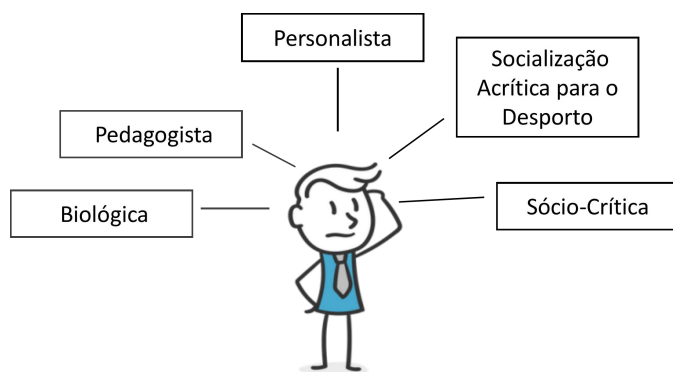 Personalista
Socialização
Acrítica para o
Desporto
Pedagogista
Biológica
Sócio-Crítica